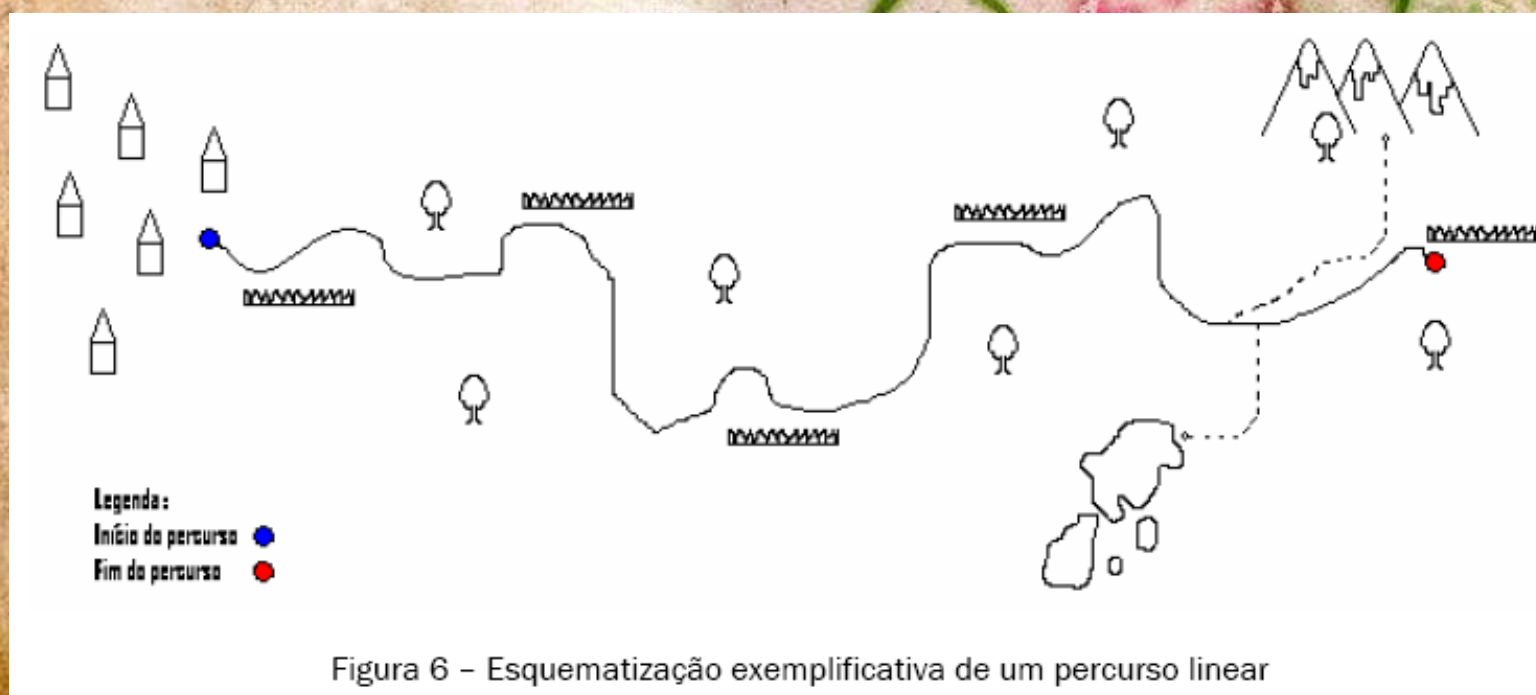 Legenda:
Início do percurso
Fim do percurso
Figura 6 – Esquematização exemplificativa de um percurso linear